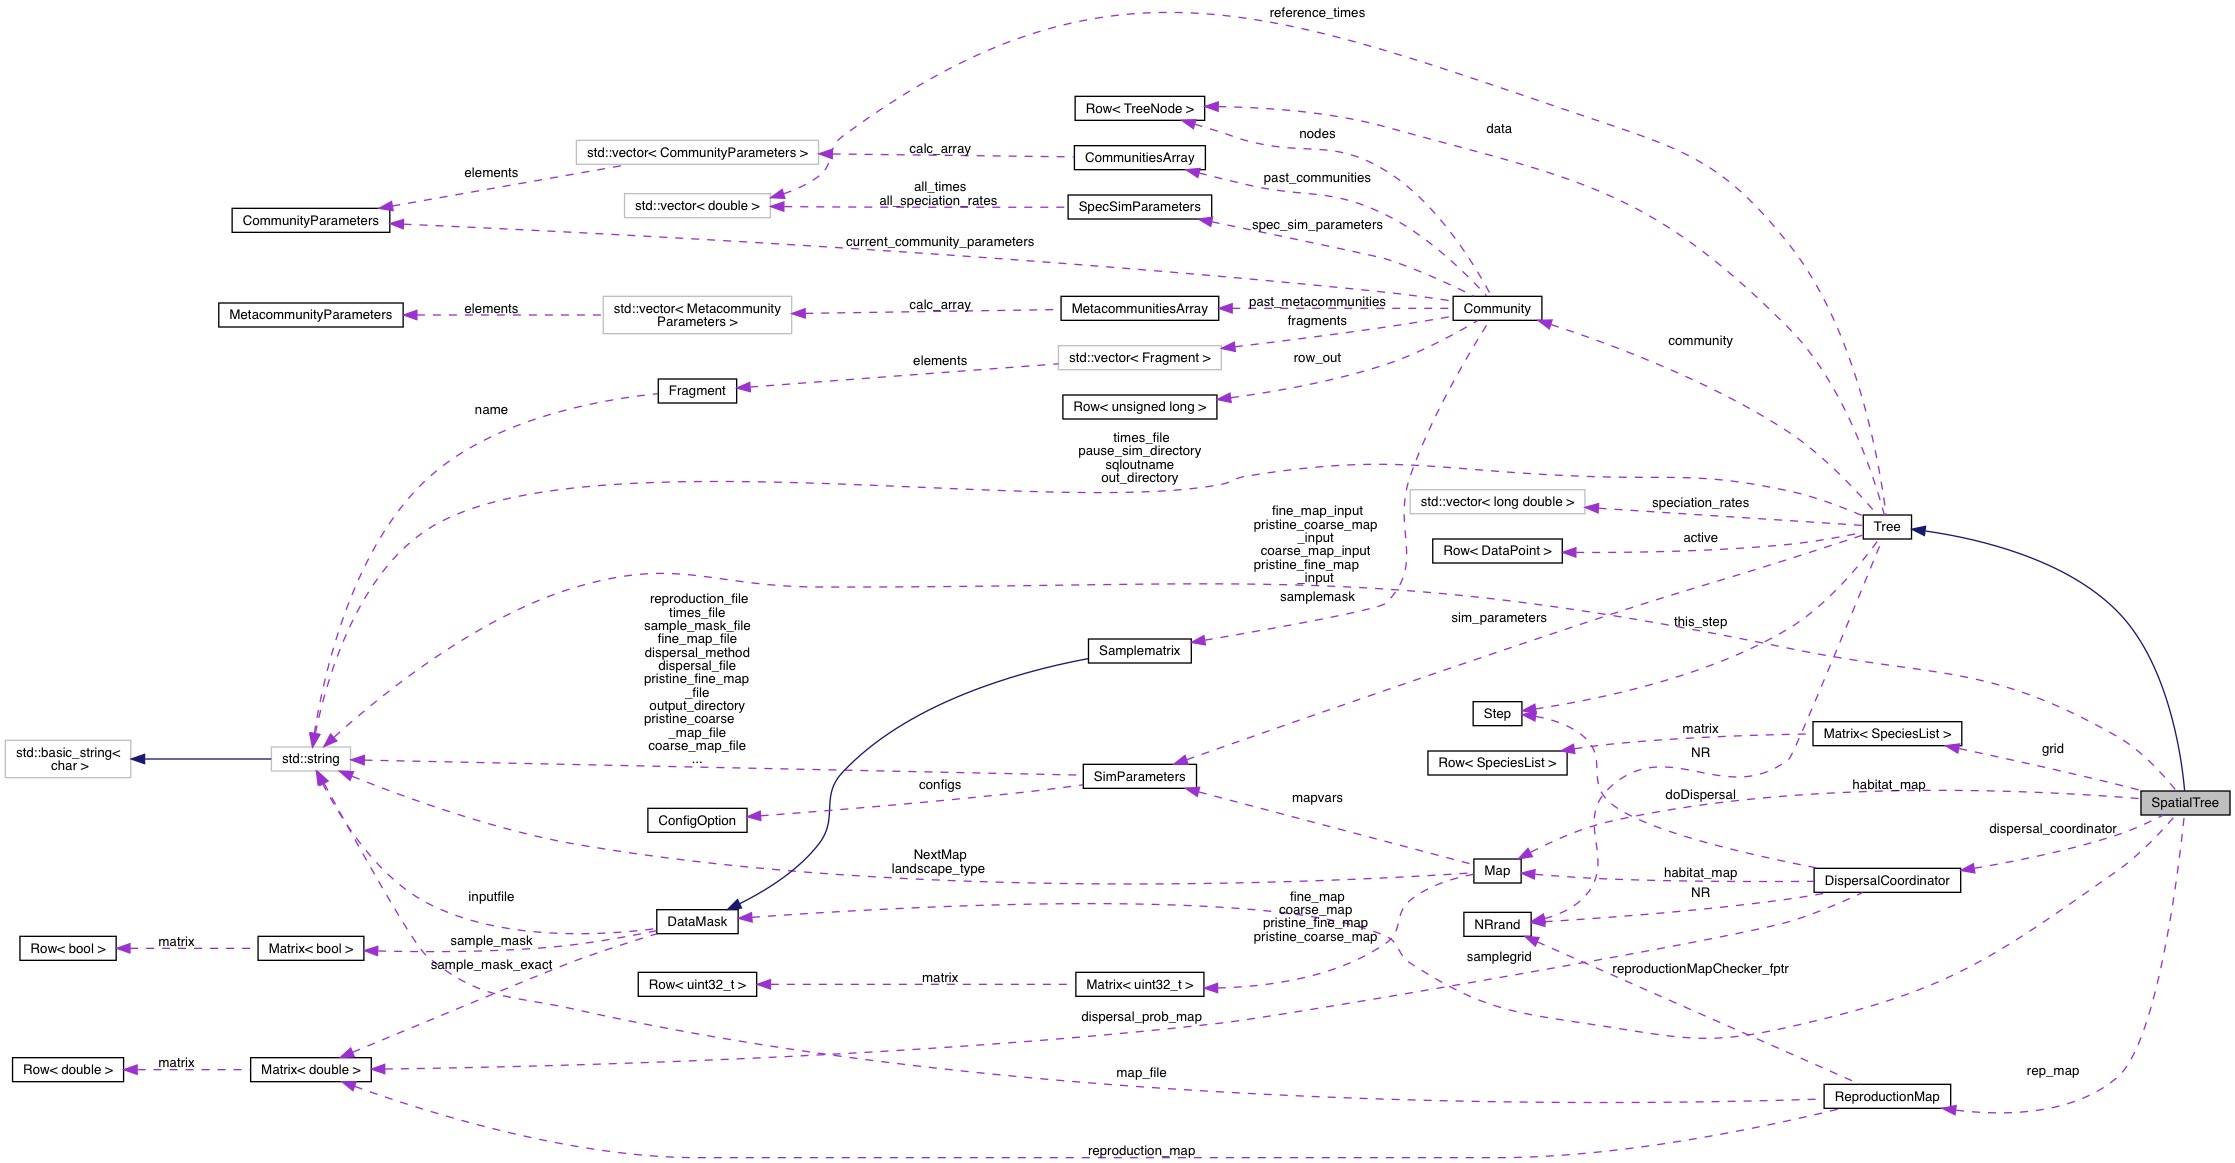 reference_times
Row< TreeNode >
data
nodes
std::vector< CommunityParameters >
calc_array
CommunitiesArray
elements
past_communities
all_times
all_speciation_rates
std::vector< double >
SpecSimParameters
CommunityParameters
spec_sim_parameters
current_community_parameters
MetacommunityParameters
elements
std::vector< Metacommunity
Parameters >
calc_array
MetacommunitiesArray
past_metacommunities
Community
fragments
community
std::vector< Fragment >
row_out
elements
Fragment
Row< unsigned long >
name
times_file
pause_sim_directory
sqloutname
out_directory
std::vector< long double >
speciation_rates
Tree
fine_map_input
pristine_coarse_map
_input
coarse_map_input
pristine_fine_map
_input
Row< DataPoint >
active
samplemask
reproduction_file
times_file
sample_mask_file
fine_map_file
dispersal_method
dispersal_file
pristine_fine_map
_file
output_directory
pristine_coarse
_map_file
coarse_map_file
...
sim_parameters
this_step
Samplematrix
Step
matrix
Matrix< SpeciesList >
NR
grid
Row< SpeciesList >
std::basic_string<
char >
std::string
SimParameters
configs
mapvars
doDispersal
habitat_map
SpatialTree
ConfigOption
dispersal_coordinator
NextMap
landscape_type
Map
habitat_map
DispersalCoordinator
NR
inputfile
fine_map
coarse_map
pristine_fine_map
pristine_coarse_map
DataMask
NRrand
Row< bool >
matrix
Matrix< bool >
sample_mask
sample_mask_exact
samplegrid
reproductionMapChecker_fptr
Row< uint32_t >
matrix
Matrix< uint32_t >
dispersal_prob_map
Row< double >
matrix
Matrix< double >
map_file
rep_map
ReproductionMap
reproduction_map